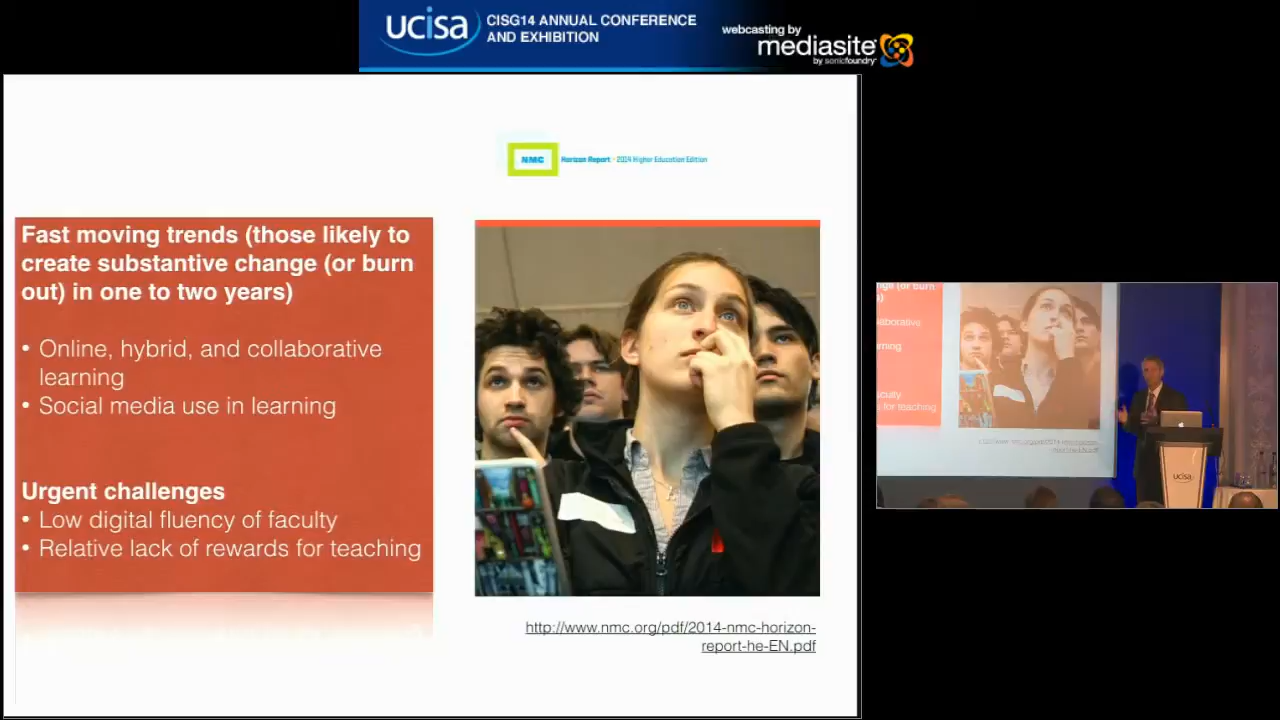 ucisa
CISG14 ANNUAL CONFERENCE
AND EXHIBITION
webcasting by
mediasite
by sonicfoundry
NMC Horizon Report - 2014 Higher Education Edition
Fast moving trends (those likely to
create substantive change (or burn
out) in one to two years)
• Online, hybrid, and collaborative
learning
• Social media use in learning
Urgent challenges
• Low digital fluency of faculty
• Relative lack of rewards for teaching
http://www.nmc.org/pdf/2014-nmc-horizon-
report-he-EN.pdf
(or burn
ucisa